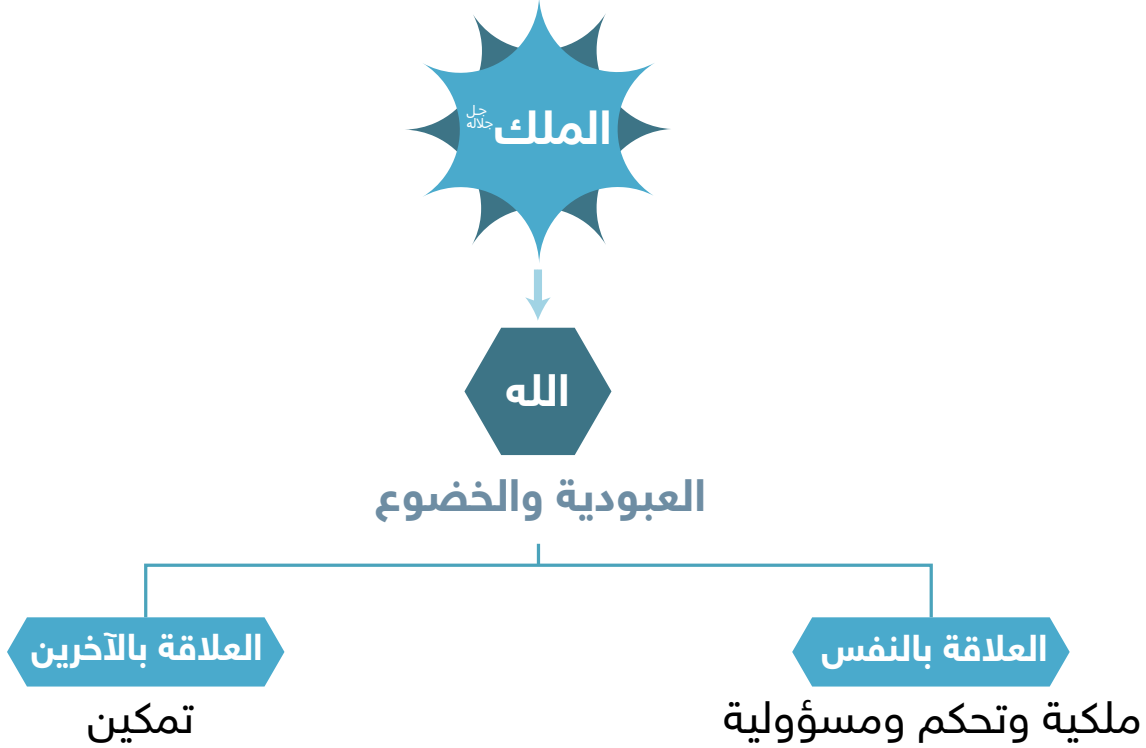 الملك جل جلاله
الله
العبودية والخضوع
العلاقة بالنفس
ملكية وتحكم ومسؤولية
العلاقة بالآخرين
تمكين